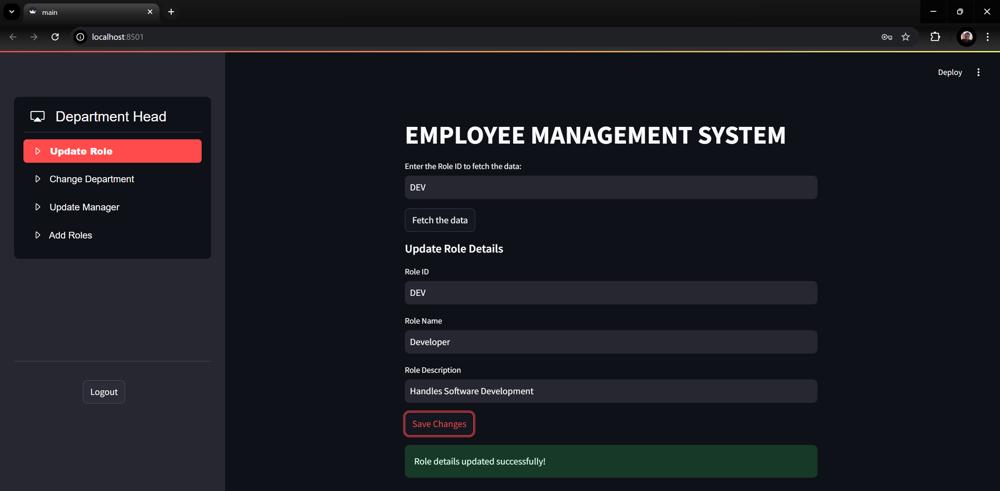 main
localhost:8501
Deploy
Department Head
Update Role
Change Department
Update Manager
Add Roles
Logout
EMPLOYEE MANAGEMENT SYSTEM
Enter the Role ID to fetch the data:
DEV
Fetch the data
Update Role Details
Role ID
DEV
Role Name
Developer
Role Description
Handles Software Development
Save Changes
Role details updated successfully!